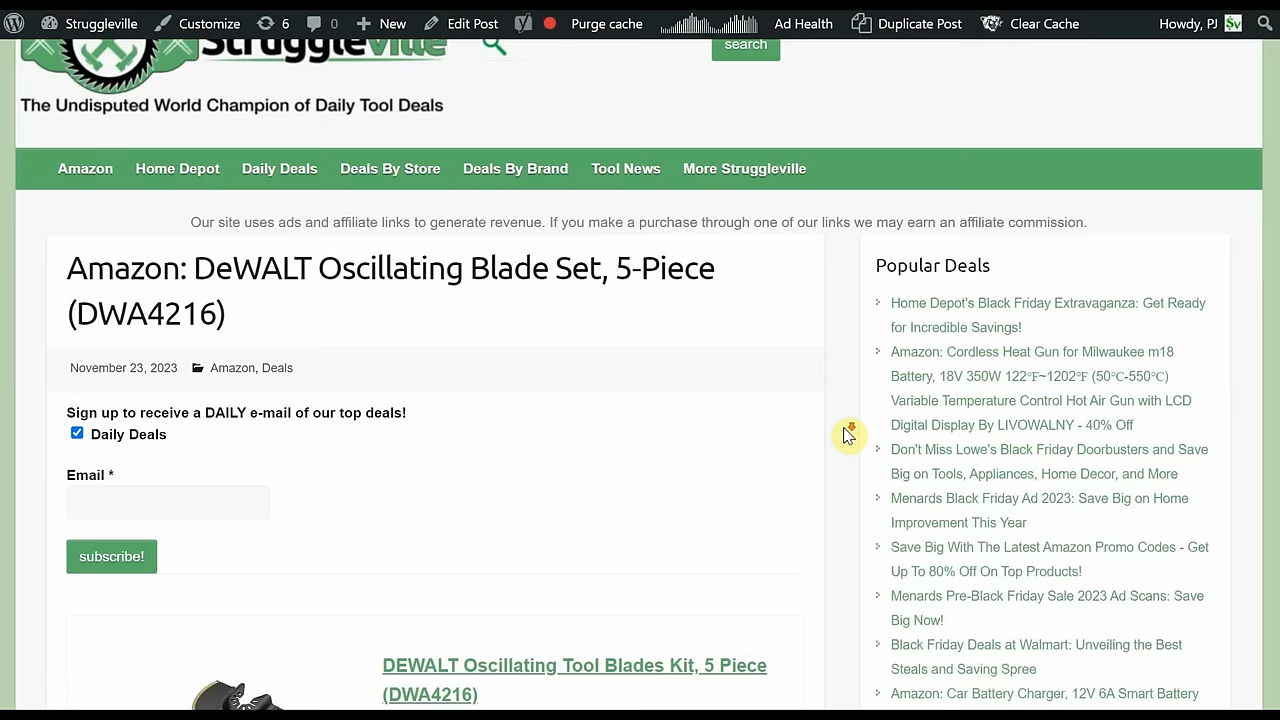 Struggleville Customize 6 0 New Edit Post Purge cache Ad Health Duplicate Post Clear Cache Howdy, PJ
Struggleville
search
The Undisputed World Champion of Daily Tool Deals
Amazon Home Depot Daily Deals Deals By Store Deals By Brand Tool News More Struggleville
Our site uses ads and affiliate links to generate revenue. If you make a purchase through one of our links we may earn an affiliate commission.
Amazon: DeWALT Oscillating Blade Set, 5-Piece
(DWA4216)
November 23, 2023 Amazon, Deals
Sign up to receive a DAILY e-mail of our top deals!
Daily Deals
Email *
subscribe!
DEWALT Oscillating Tool Blades Kit, 5 Piece
(DWA4216)
Popular Deals
Home Depot's Black Friday Extravaganza: Get Ready
for Incredible Savings!
Amazon: Cordless Heat Gun for Milwaukee m18
Battery, 18V 350W 122℉~1202℉ (50℃-550℃)
Variable Temperature Control Hot Air Gun with LCD
Digital Display By LIVOWALNY - 40% Off
Don't Miss Lowe's Black Friday Doorbusters and Save
Big on Tools, Appliances, Home Decor, and More
Menards Black Friday Ad 2023: Save Big on Home
Improvement This Year
Save Big With The Latest Amazon Promo Codes - Get
Up To 80% Off On Top Products!
Menards Pre-Black Friday Sale 2023 Ad Scans: Save
Big Now!
Black Friday Deals at Walmart: Unveiling the Best
Steals and Saving Spree
Amazon: Car Battery Charger, 12V 6A Smart Battery